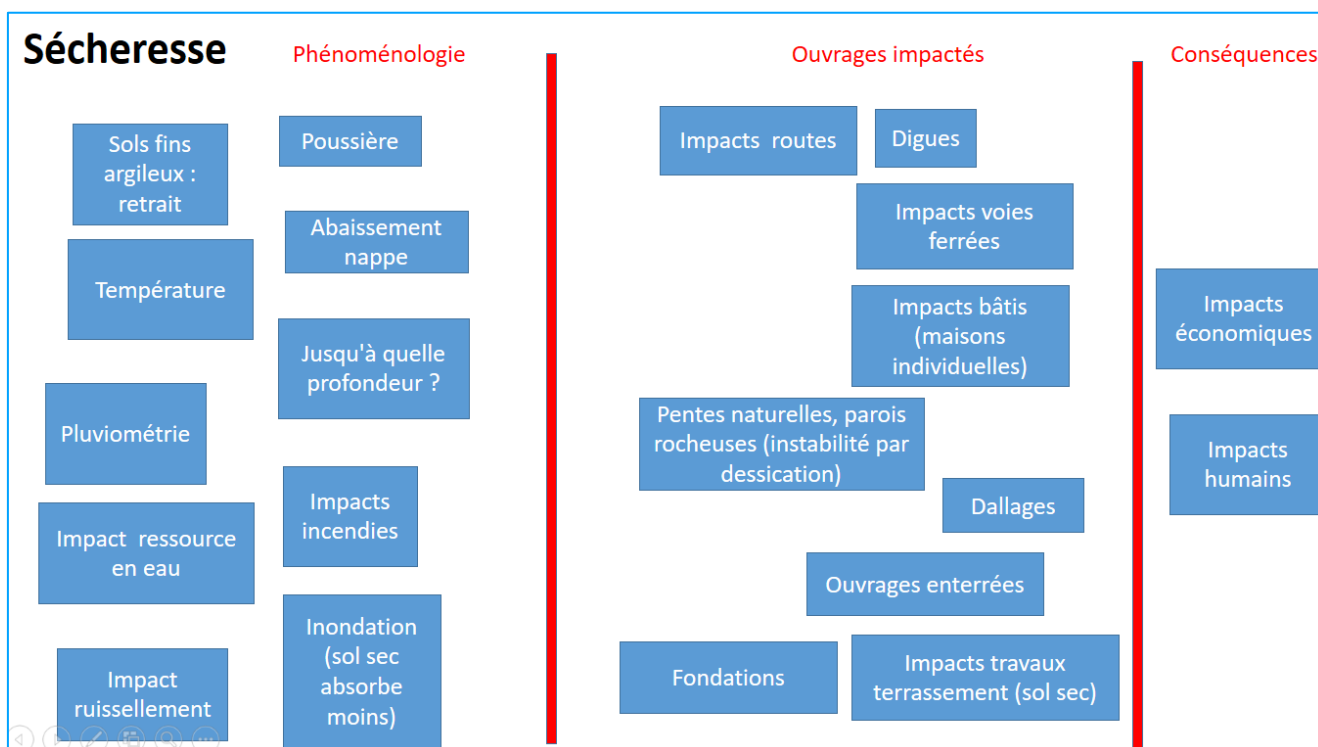 Sécheresse
Phénoménologie
Sols fins
argileux :
retrait
Poussière
Abaissement
nappe
Température
Jusqu'à quelle
profondeur ?
Pluviométrie
Impacts
incendies
Impact  ressource
en eau
Inondation
(sol sec
absorbe
moins)
Impact
ruissellement
Ouvrages impactés
Impacts  routes
Digues
Impacts voies
ferrées
Impacts bâtis
(maisons
individuelles)
Pentes naturelles, parois
rocheuses (instabilité par
dessication)
Dallages
Ouvrages enterrées
Fondations
Impacts travaux
terrassement (sol sec)
Conséquences
Impacts
économiques
Impacts
humains